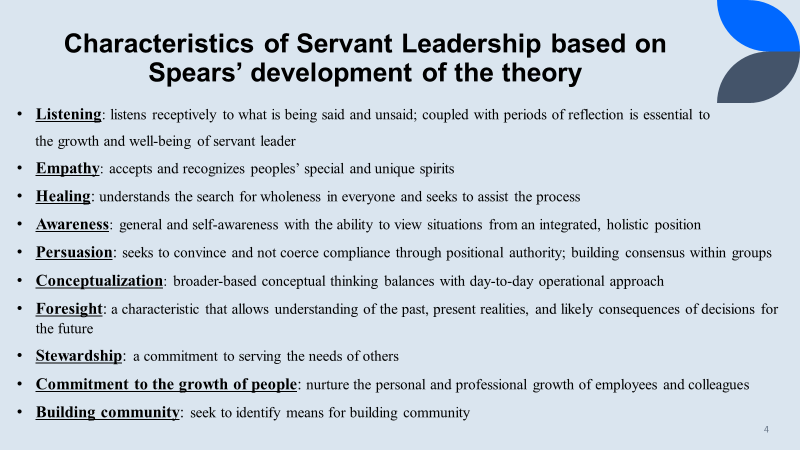 Characteristics of Servant Leadership based on
Spears’ development of the theory
• Listening: listens receptively to what is being said and unsaid; coupled with periods of reflection is essential to
the growth and well-being of servant leader
• Empathy: accepts and recognizes peoples’ special and unique spirits
• Healing: understands the search for wholeness in everyone and seeks to assist the process
• Awareness: general and self-awareness with the ability to view situations from an integrated, holistic position
• Persuasion: seeks to convince and not coerce compliance through positional authority; building consensus within groups
• Conceptualization: broader-based conceptual thinking balances with day-to-day operational approach
• Foresight: a characteristic that allows understanding of the past, present realities, and likely consequences of decisions for
the future
• Stewardship: a commitment to serving the needs of others
• Commitment to the growth of people: nurture the personal and professional growth of employees and colleagues
• Building community: seek to identify means for building community
4